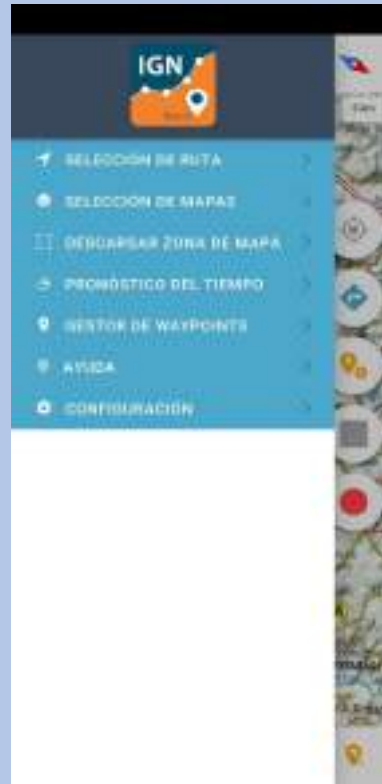 IGN
SELECCIÓN DE RUTA
SELECCIÓN DE MAPAS
DESCARGAR ZONA DE MAPA
PRONÓSTICO DEL TIEMPO
GESTOR DE WAYPOINTS
AYUDA
CONFIGURACIÓN